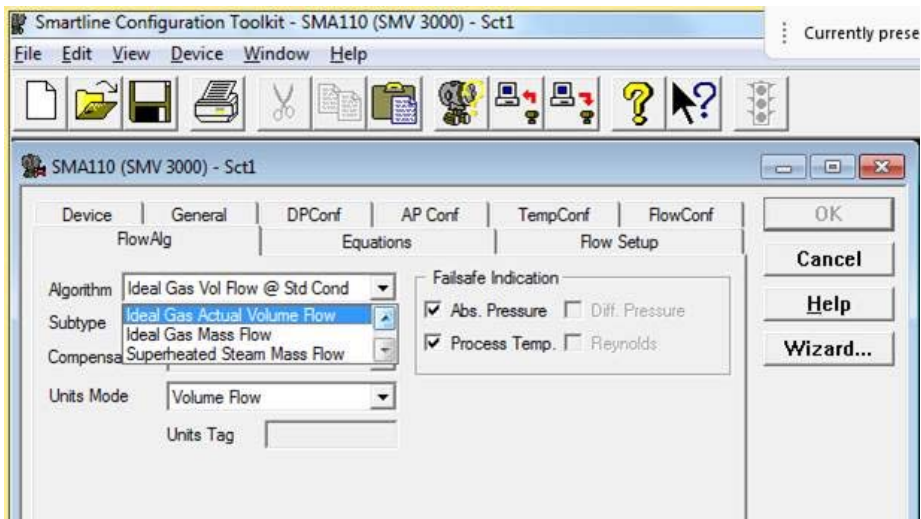 Smartline Configuration Toolkit - SMA110 (SMV 3000) - Sct1
Currently prese
File Edit View Device Window Help
SMA110 (SMV 3000) - Sct1
Device General DPConf AP Conf TempConf FlowConf
FlowAlg Equations Flow Setup
OK
Cancel
Help
Wizard...
Algorithm Ideal Gas Vol Flow @ Std Cond
Ideal Gas Actual Volume Flow
Subtype Ideal Gas Mass Flow
Compensa Superheated Steam Mass Flow
Units Mode Volume Flow
Units Tag
Failsafe Indication
Abs. Pressure Diff. Pressure
Process Temp. Reynolds